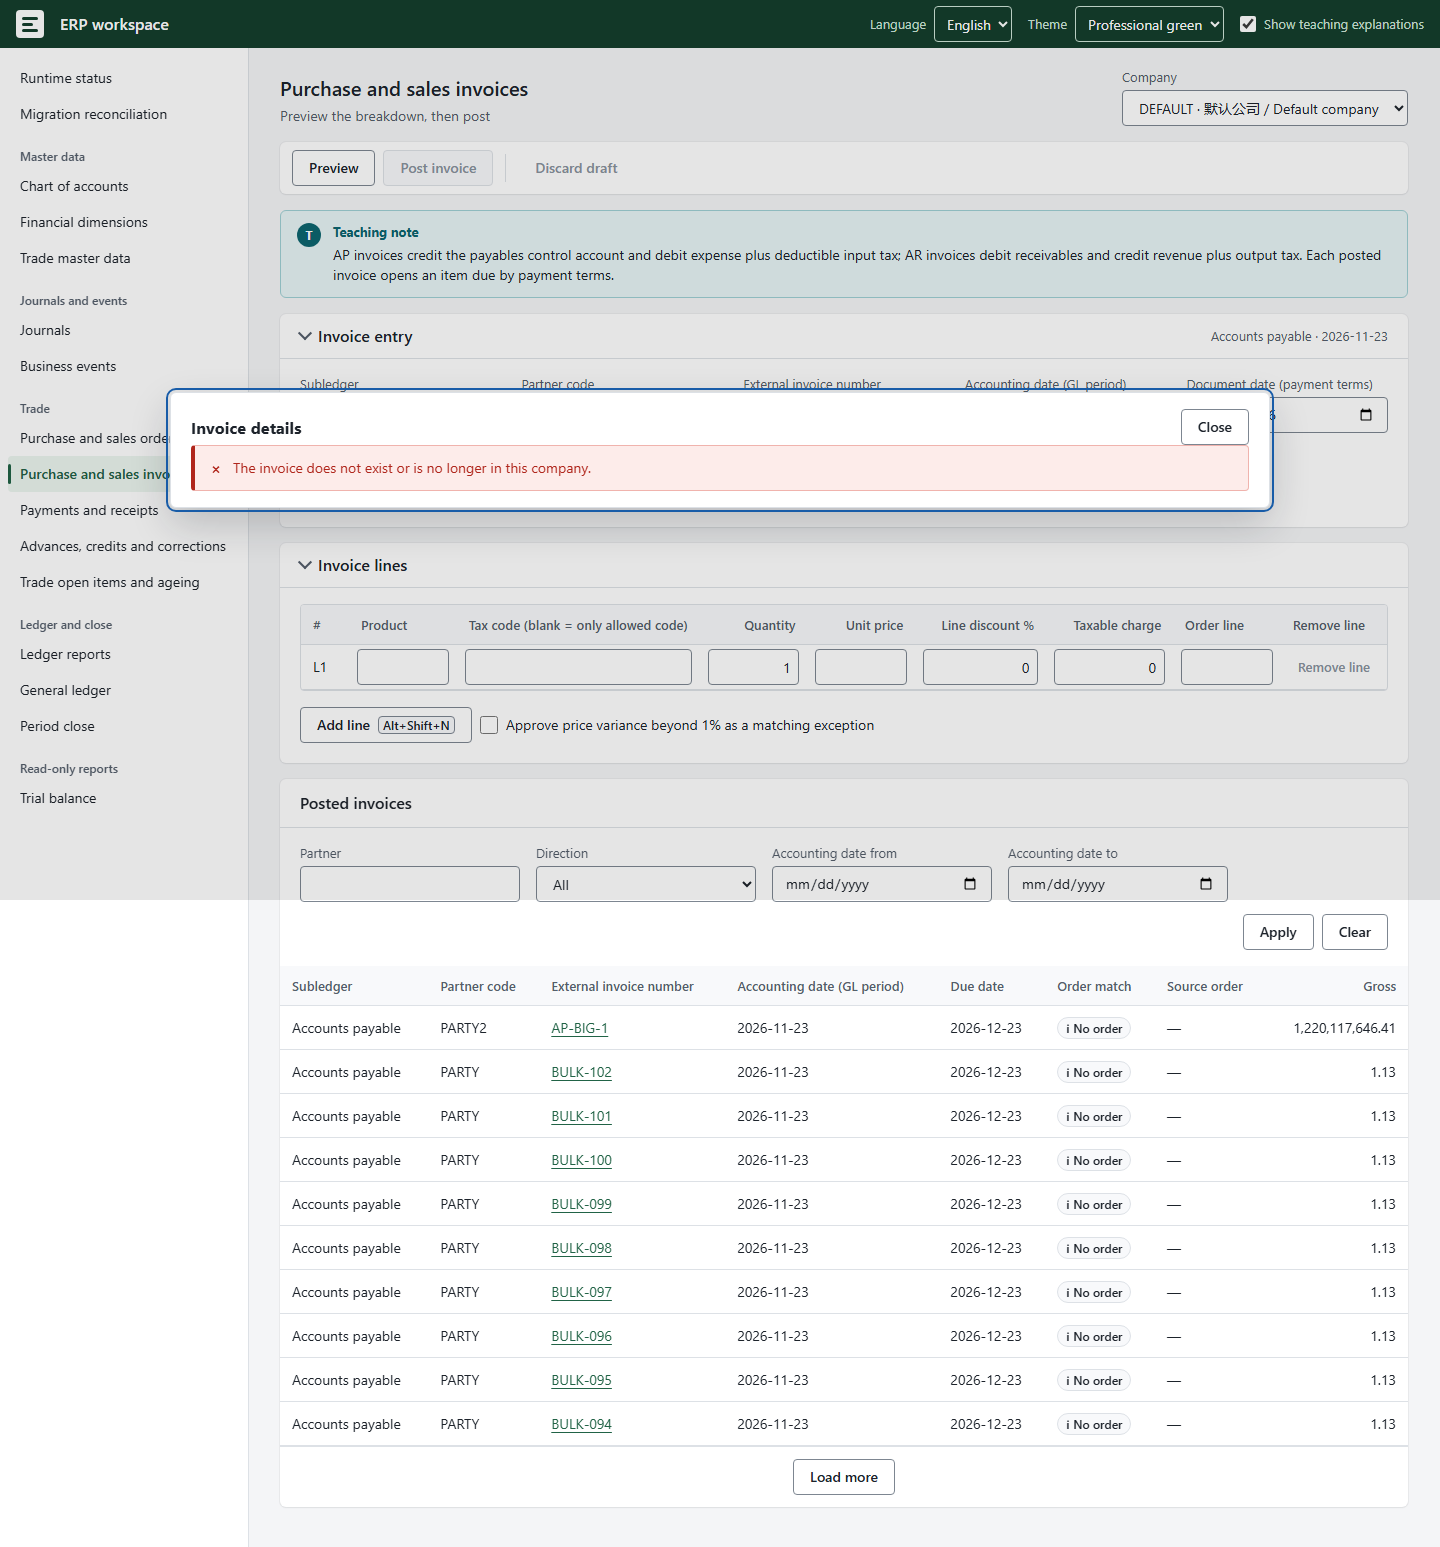 ERP workspace
Language English Theme Professional green Show teaching explanations
Runtime status
Migration reconciliation
Master data
Chart of accounts
Financial dimensions
Trade master data
Journals and events
Journals
Business events
Trade
Purchase and sales orde
Purchase and sales invo
Payments and receipts
Advances, credits and corrections
Trade open items and ageing
Ledger and close
Ledger reports
General ledger
Period close
Read-only reports
Trial balance
Purchase and sales invoices
Preview the breakdown, then post
Company
DEFAULT · 默认公司 / Default company
Preview Post invoice Discard draft
T Teaching note
AP invoices credit the payables control account and debit expense plus deductible input tax; AR invoices debit receivables and credit revenue plus output tax. Each posted
invoice opens an item due by payment terms.
Invoice entry Accounts payable · 2026-11-23
Subledger Partner code External invoice number Accounting date (GL period) Document date (payment terms)
Invoice details Close
× The invoice does not exist or is no longer in this company.
Invoice lines
# Product Tax code (blank = only allowed code) Quantity Unit price Line discount % Taxable charge Order line Remove line
L1 1 0 0 Remove line
Add line Alt+Shift+N Approve price variance beyond 1% as a matching exception
Posted invoices
Partner Direction Accounting date from Accounting date to
All mm/dd/yyyy mm/dd/yyyy
Apply Clear
Subledger Partner code External invoice number Accounting date (GL period) Due date Order match Source order Gross
Accounts payable PARTY2 AP-BIG-1 2026-11-23 2026-12-23 i No order — 1,220,117,646.41
Accounts payable PARTY BULK-102 2026-11-23 2026-12-23 i No order — 1.13
Accounts payable PARTY BULK-101 2026-11-23 2026-12-23 i No order — 1.13
Accounts payable PARTY BULK-100 2026-11-23 2026-12-23 i No order — 1.13
Accounts payable PARTY BULK-099 2026-11-23 2026-12-23 i No order — 1.13
Accounts payable PARTY BULK-098 2026-11-23 2026-12-23 i No order — 1.13
Accounts payable PARTY BULK-097 2026-11-23 2026-12-23 i No order — 1.13
Accounts payable PARTY BULK-096 2026-11-23 2026-12-23 i No order — 1.13
Accounts payable PARTY BULK-095 2026-11-23 2026-12-23 i No order — 1.13
Accounts payable PARTY BULK-094 2026-11-23 2026-12-23 i No order — 1.13
Load more